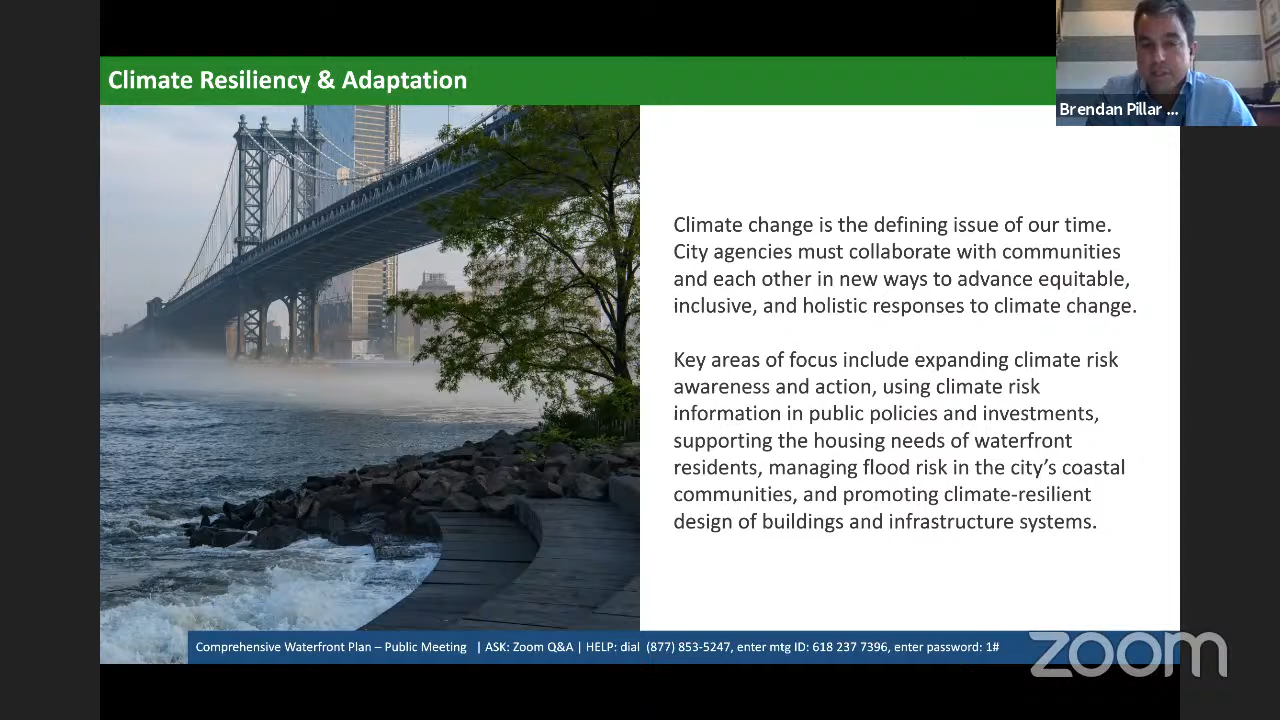 Climate Resiliency & Adaptation
Brendan Pillar ...
Climate change is the defining issue of our time.
City agencies must collaborate with communities
and each other in new ways to advance equitable,
inclusive, and holistic responses to climate change.
Key areas of focus include expanding climate risk
awareness and action, using climate risk
information in public policies and investments,
supporting the housing needs of waterfront
residents, managing flood risk in the city's coastal
communities, and promoting climate-resilient
design of buildings and infrastructure systems.
Comprehensive Waterfront Plan – Public Meeting | ASK: Zoom Q&A | HELP: dial (877) 853-5247, enter mtg ID: 618 237 7396, enter password: 1#
zoom